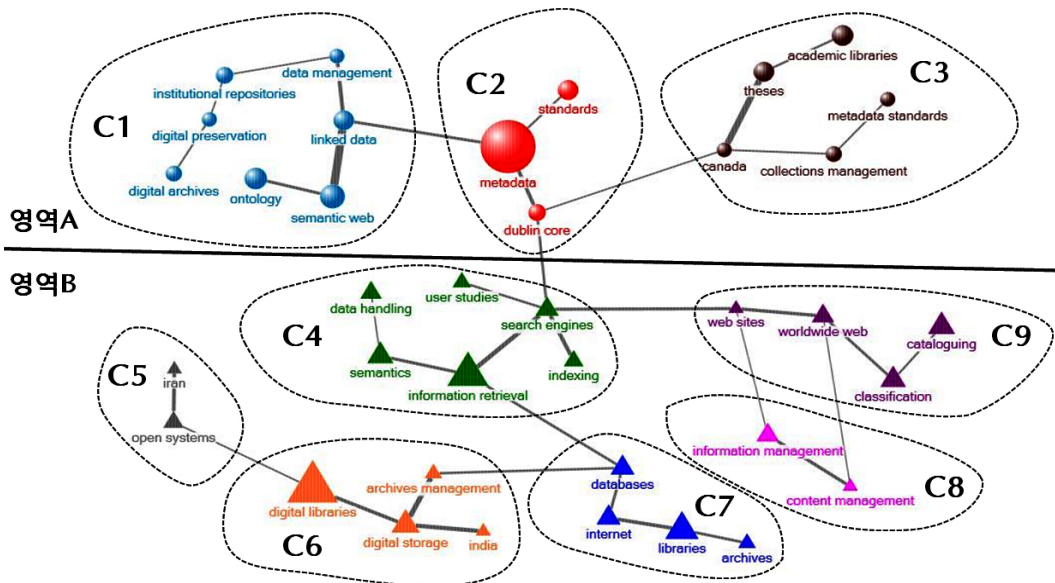 data management
academic libraries
C1
institutional repositories
C2
standards
theses
C3
digital preservation
linked data
metadata standards
metadata
canada
collections management
digital archives
ontology
semantic web
dublin core
영역A
영역B
data handling
user studies
search engines
web sites
worldwide web
C4
C9
cataloguing
semantics
information retrieval
indexing
classification
C5
iran
open systems
archives management
databases
information management
content management
C8
digital libraries
C6
digital storage
india
internet
C7
libraries
archives